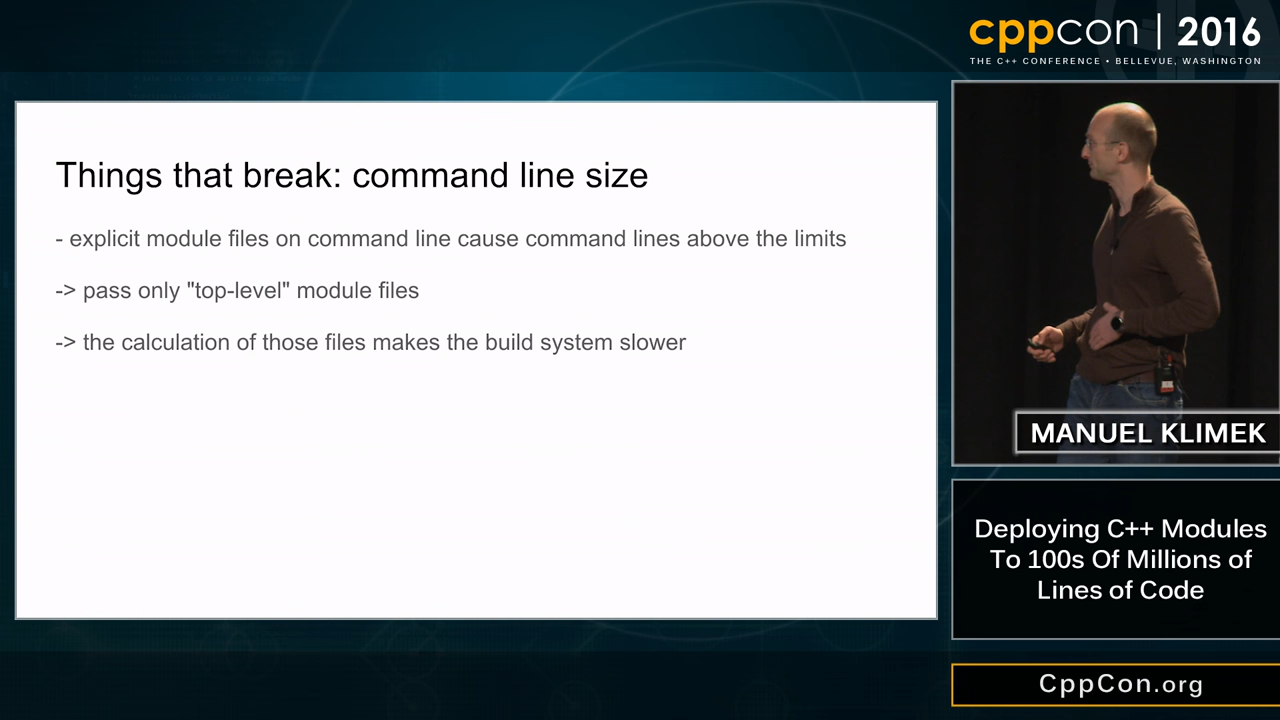 cppcon | 2016
THE C++ CONFERENCE • BELLEVUE, WASHINGTON
Things that break: command line size
- explicit module files on command line cause command lines above the limits
-> pass only "top-level" module files
-> the calculation of those files makes the build system slower
MANUEL KLIMEK
Deploying C++ Modules
To 100s Of Millions of
Lines of Code
CppCon.org